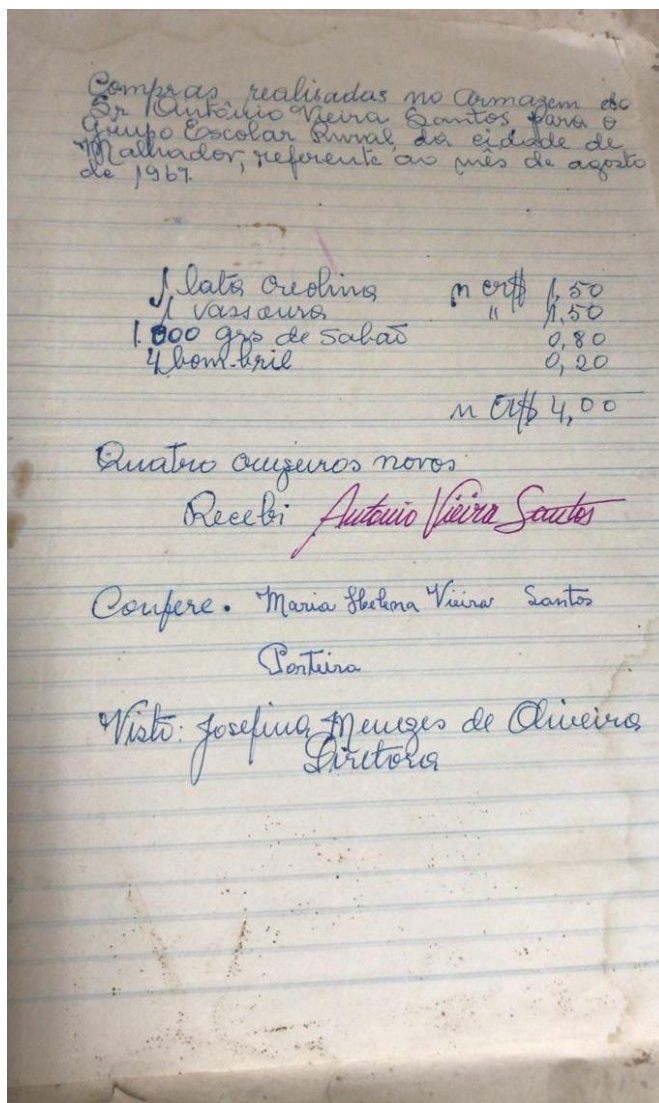 Compras realisadas no armazem do
Sr Antônio Vieira Santos para o
Grupo Escolar Rural, da cidade de
Malhador, referente ao mês de agosto
de 1967.
1 lata creolina n cr$ 1,50
1 vassoura " 1,50
1.000 grs de sabaõ 0,80
4 bom-bril 0,20
n cr$ 4,00
Quatro cruzeiros novos
Recebi Antonio Vieira Santos
Confere. Maria Helena Vieira Santos
Porteira
Visto: Josefina Menezes de Oliveira
Diretora